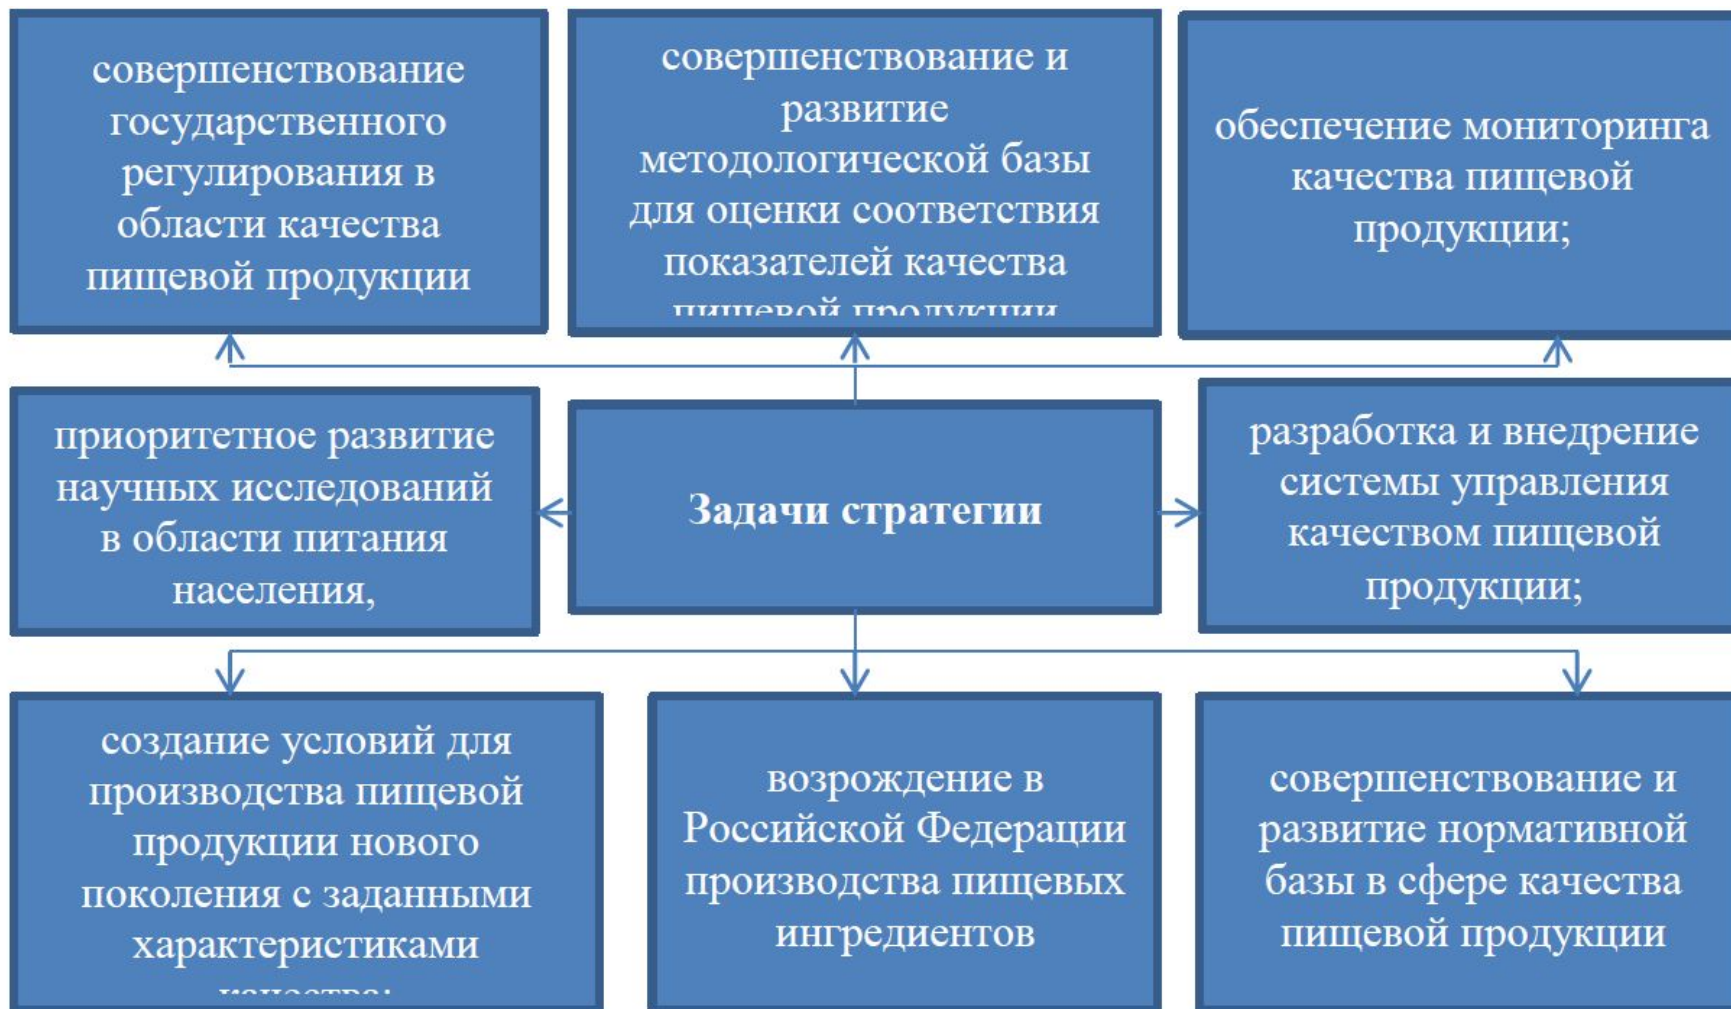 совершенствование
государственного
регулирования в
области качества
пищевой продукции
совершенствование и
развитие
методологической базы
для оценки соответствия
показателей качества
пищевой продукции
обеспечение мониторинга
качества пищевой
продукции;
приоритетное развитие
научных исследований
в области питания
населения,
Задачи стратегии
разработка и внедрение
системы управления
качеством пищевой
продукции;
создание условий для
производства пищевой
продукции нового
поколения с заданными
характеристиками
качества;
возрождение в
Российской Федерации
производства пищевых
ингредиентов
совершенствование и
развитие нормативной
базы в сфере качества
пищевой продукции